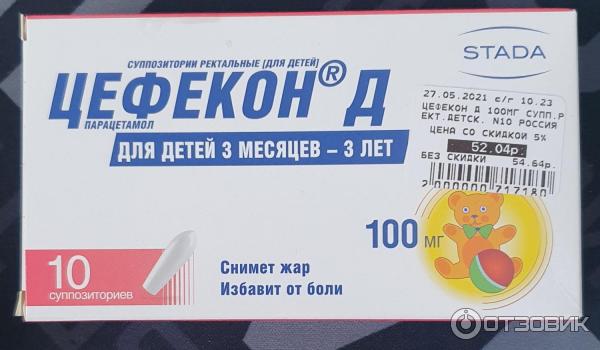 СУППОЗИТОРИИ РЕКТАЛЬНЫЕ (ДЛЯ ДЕТЕЙ)
ЦЕФЕКОН® Д
ПАРАЦЕТАМОЛ
ДЛЯ ДЕТЕЙ 3 МЕСЯЦЕВ – 3 ЛЕТ
STADA
27.05.2021 с/г 10.23
ЦЕФЕКОН Д 100МГ СУПП.Р
ЕКТ.ДЕТСК. N10 РОССИЯ
ЦЕНА СО СКИДКОЙ 5%
52.04р.
БЕЗ СКИДКИ 54.64р.
2000000717180
100 МГ
10
суппозиториев
Снимет жар
Избавит от боли
ОТЗОВИК